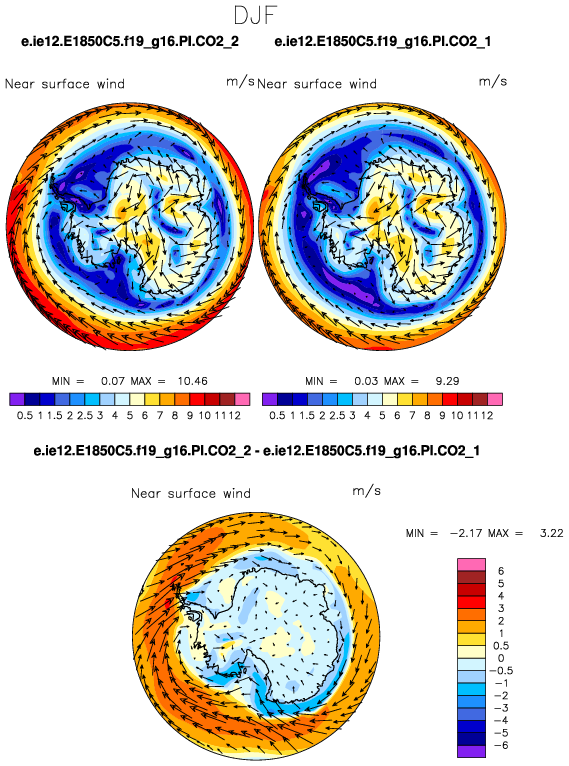 DJF
e.ie12.E1850C5.f19_g16.PI.CO2_2 e.ie12.E1850C5.f19_g16.PI.CO2_1
Near surface wind m/s Near surface wind m/s
MIN = 0.07 MAX = 10.46 MIN = 0.03 MAX = 9.29
0.5 1 1.5 2 2.5 3 4 5 6 7 8 9 10 11 12 0.5 1 1.5 2 2.5 3 4 5 6 7 8 9 10 11 12
e.ie12.E1850C5.f19_g16.PI.CO2_2 - e.ie12.E1850C5.f19_g16.PI.CO2_1
Near surface wind m/s
MIN = -2.17 MAX = 3.22
6
5
4
3
2
1
0.5
0
-0.5
-1
-2
-3
-4
-5
-6